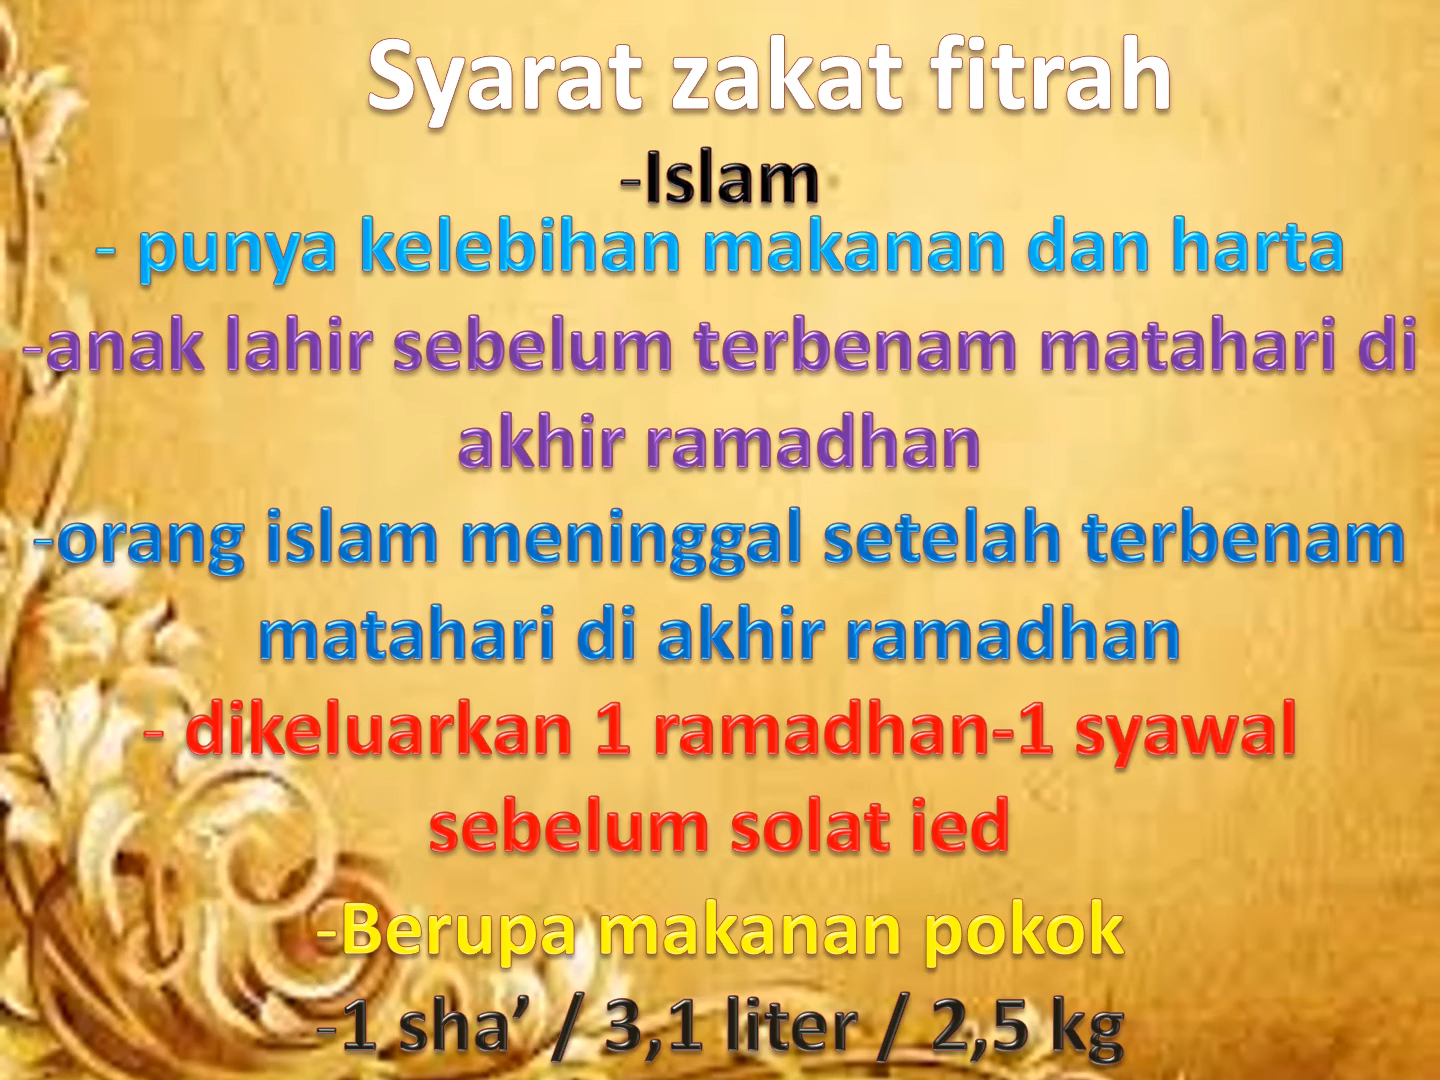 Syarat zakat fitrah
-Islam
- punya kelebihan makanan dan harta
-anak lahir sebelum terbenam matahari di
akhir ramadhan
-orang islam meninggal setelah terbenam
matahari di akhir ramadhan
- dikeluarkan 1 ramadhan-1 syawal
sebelum solat ied
-Berupa makanan pokok
-1 sha’ / 3,1 liter / 2,5 kg